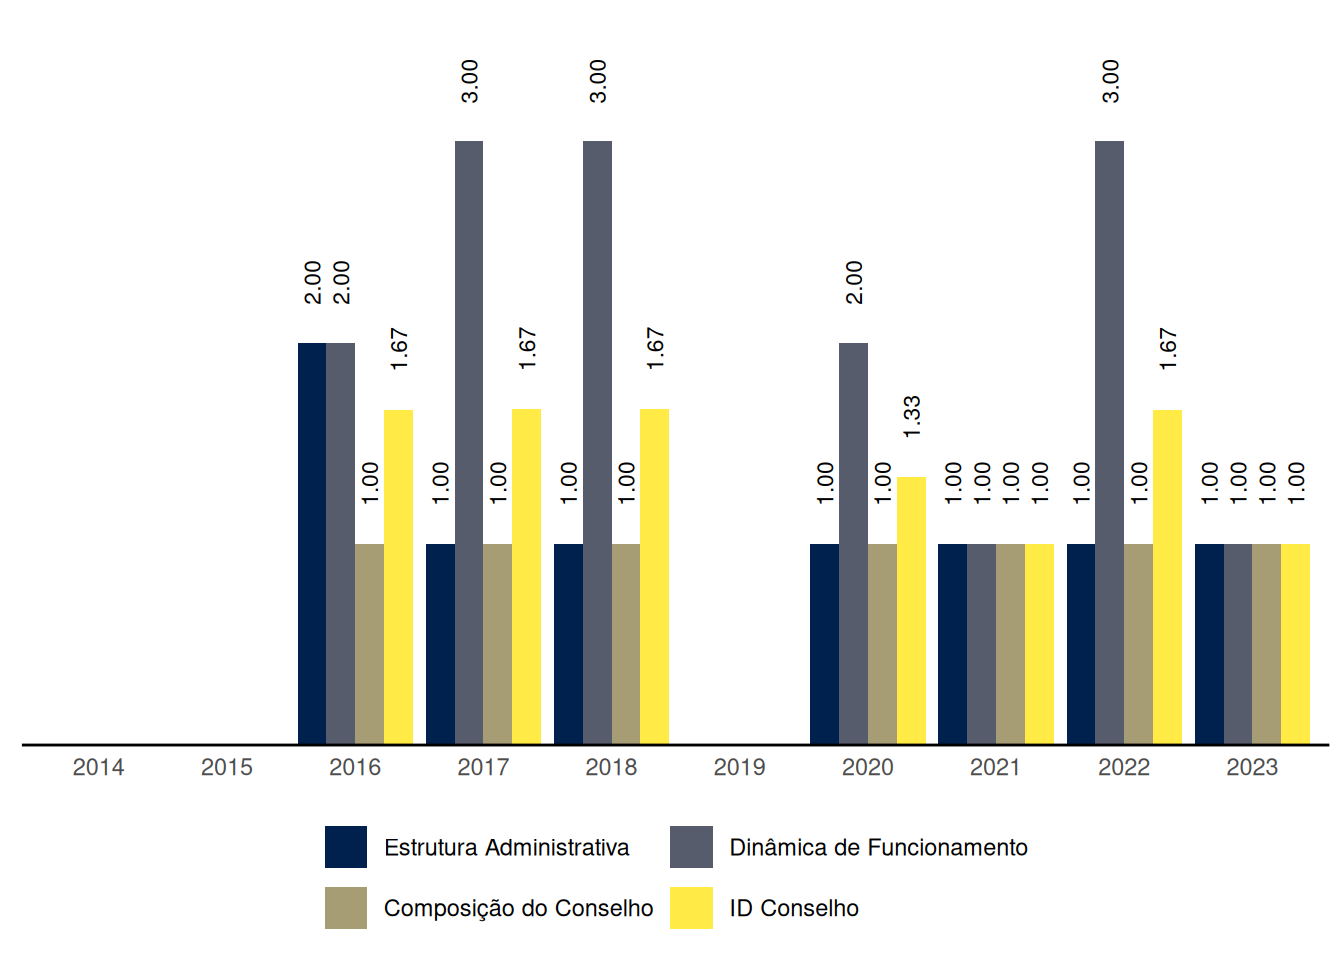 3.00 3.00 3.00
2.00 2.00 2.00
1.67 1.67 1.67 1.67
1.33
1.00 1.00 1.00 1.00 1.00 1.00 1.00 1.00 1.00 1.00 1.00 1.00 1.00 1.00 1.00 1.00 1.00
2014 2015 2016 2017 2018 2019 2020 2021 2022 2023
Estrutura Administrativa Dinâmica de Funcionamento
Composição do Conselho ID Conselho